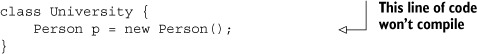 class University {
    Person p = new Person();
}
This line of code
won't compile